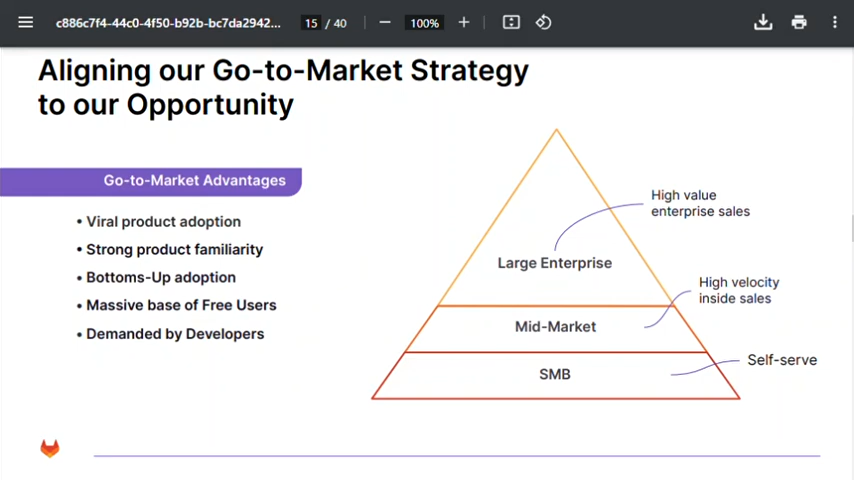 c886c7f4-44c0-4f50-b92b-bc7da2942...
15 / 40
100%
Aligning our Go-to-Market Strategy
to our Opportunity
Go-to-Market Advantages
• Viral product adoption
• Strong product familiarity
• Bottoms-Up adoption
• Massive base of Free Users
• Demanded by Developers
High value
enterprise sales
Large Enterprise
High velocity
inside sales
Mid-Market
Self-serve
SMB